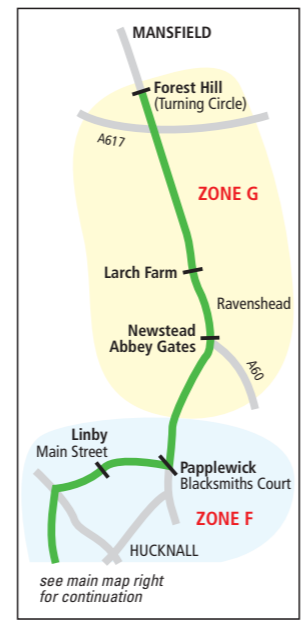 MANSFIELD
Forest Hill
(Turning Circle)
A617
ZONE G
Larch Farm
Ravenshead
Newstead
Abbey Gates
A60
Linby
Main Street
Papplewick
Blacksmiths Court
ZONE F
HUCKNALL
see main map right
for continuation